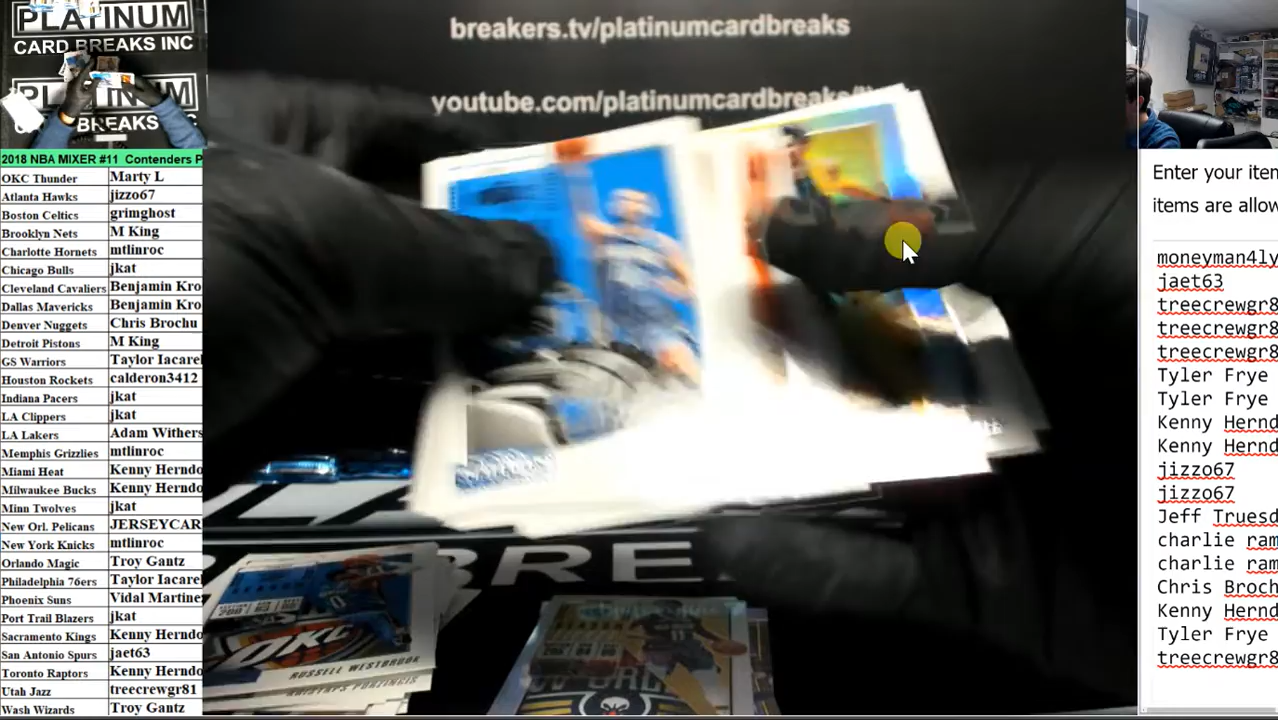 PLATINUM
CARD BREAKS INC
PLATINUM
BREAKS INC
breakers.tv/platinumcardbreaks
youtube.com/platinumcardbreaks/
2018 NBA MIXER #11 Contenders P
OKC Thunder Marty L
Atlanta Hawks jizzo67
Boston Celtics grimghost
Brooklyn Nets M King
Charlotte Hornets mtlinroc
Chicago Bulls jkat
Cleveland Cavaliers Benjamin Kro
Dallas Mavericks Benjamin Kro
Denver Nuggets Chris Brochu
Detroit Pistons M King
GS Warriors Taylor Iacarel
Houston Rockets calderon3412
Indiana Pacers jkat
LA Clippers jkat
LA Lakers Adam Withers
Memphis Grizzlies mtlinroc
Miami Heat Kenny Herndo
Milwaukee Bucks Kenny Herndo
Minn Twolves jkat
New Orl. Pelicans JERSEYCAR
New York Knicks mtlinroc
Orlando Magic Troy Gantz
Philadelphia 76ers Taylor Iacarel
Phoenix Suns Vidal Martine
Port Trail Blazers jkat
Sacramento Kings Kenny Herndo
San Antonio Spurs jaet63
Toronto Raptors Kenny Herndo
Utah Jazz treecrewgr81
Wash Wizards Troy Gantz
OKC
RUSSELL WESTBROOK
KRISTAPS PORZINGIS
Enter your item
items are allow
moneyman4ly
jaet63
treecrewgr8
treecrewgr8
treecrewgr8
Tyler Frye
Tyler Frye
Kenny Hernd
Kenny Hernd
jizzo67
jizzo67
Jeff Truesd
charlie ram
charlie ram
Chris Broch
Kenny Hernd
Tyler Frye
treecrewgr8